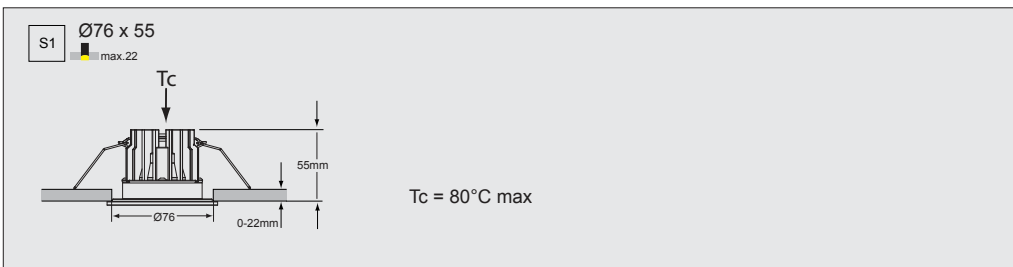 S1
Ø76 x 55
max.22
Tc
55mm
Tc = 80°C max
Ø76
0-22mm